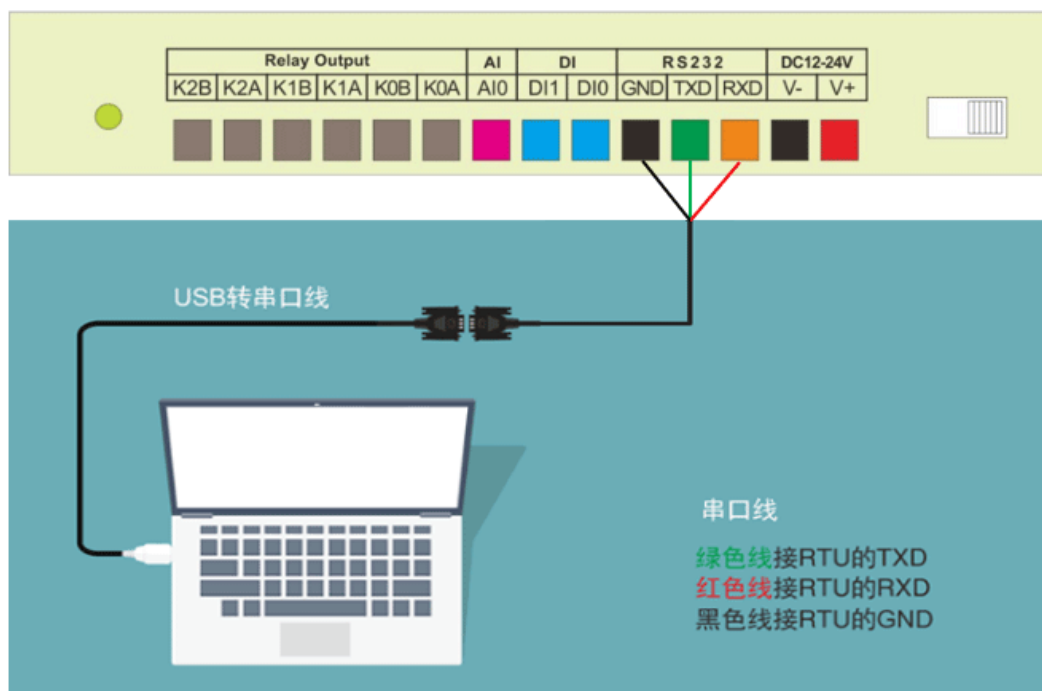 Relay Output AI DI RS232 DC12-24V
K2B K2A K1B K1A K0B K0A AI0 DI1 DI0 GND TXD RXD V- V+
USB转串口线
串口线
绿色线接RTU的TXD
红色线接RTU的RXD
黑色线接RTU的GND